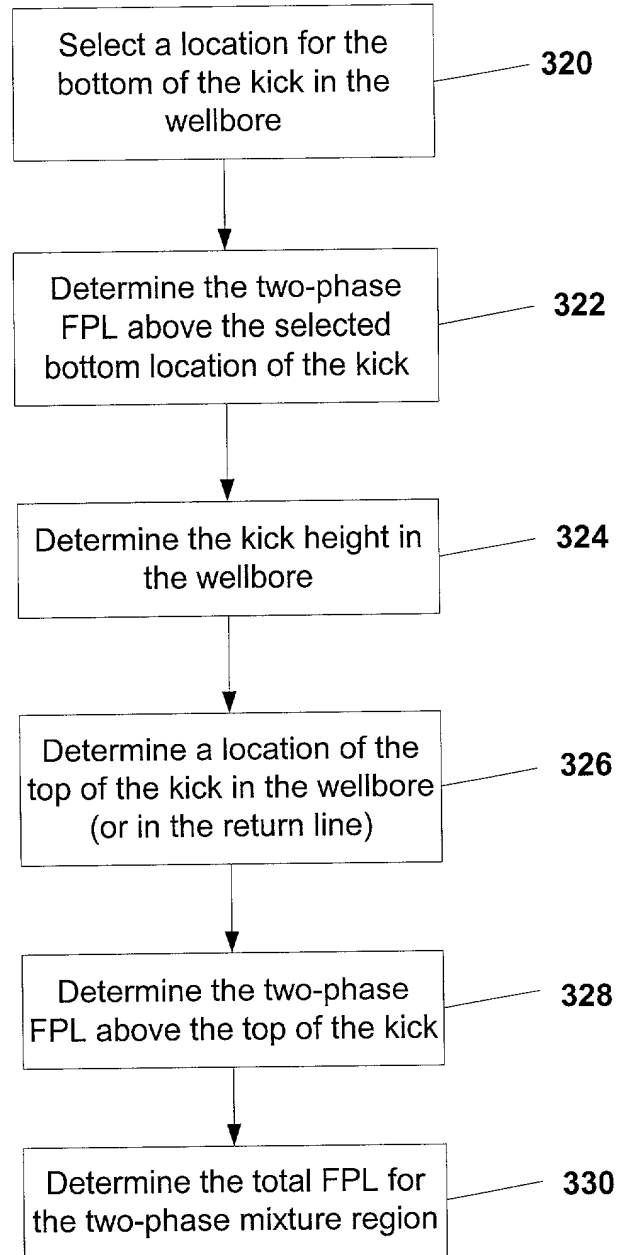 Select a location for the
bottom of the kick in the
wellbore
320
Determine the two-phase
FPL above the selected
bottom location of the kick
322
Determine the kick height in
the wellbore
324
Determine a location of the
top of the kick in the wellbore
(or in the return line)
326
Determine the two-phase
FPL above the top of the kick
328
Determine the total FPL for
the two-phase mixture region
330